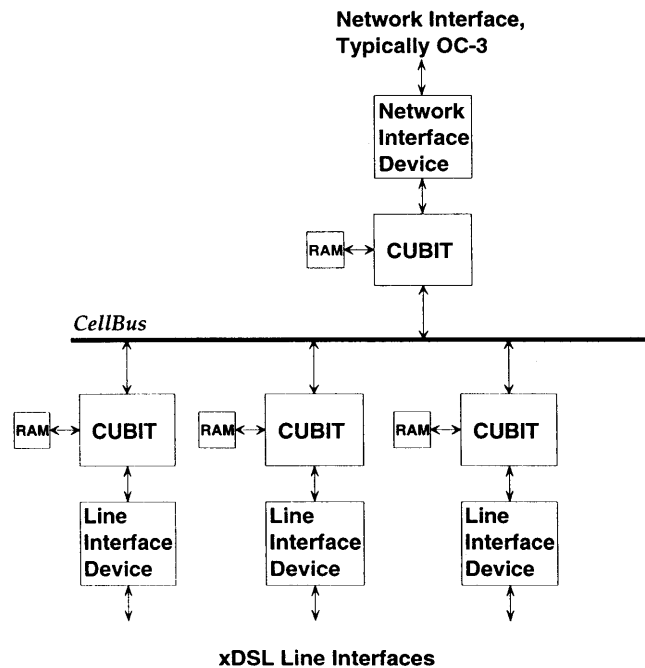 Network Interface,
Typically OC-3
Network
Interface
Device
RAM
CUBIT
CellBus
RAM
CUBIT
RAM
CUBIT
RAM
CUBIT
Line
Interface
Device
Line
Interface
Device
Line
Interface
Device
xDSL Line Interfaces